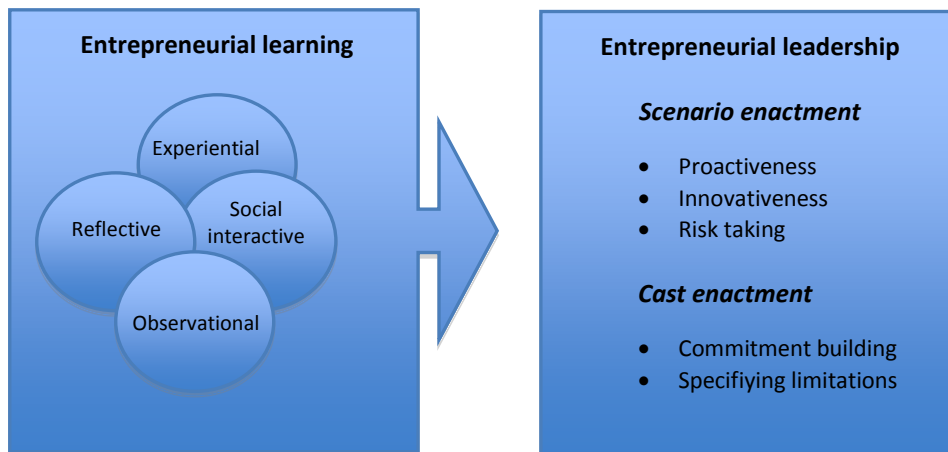 Entrepreneurial learning
Experiential
Reflective
Social
interactive
Observational
Entrepreneurial leadership
Scenario enactment
• Proactiveness
• Innovativeness
• Risk taking
Cast enactment
• Commitment building
• Specifiying limitations